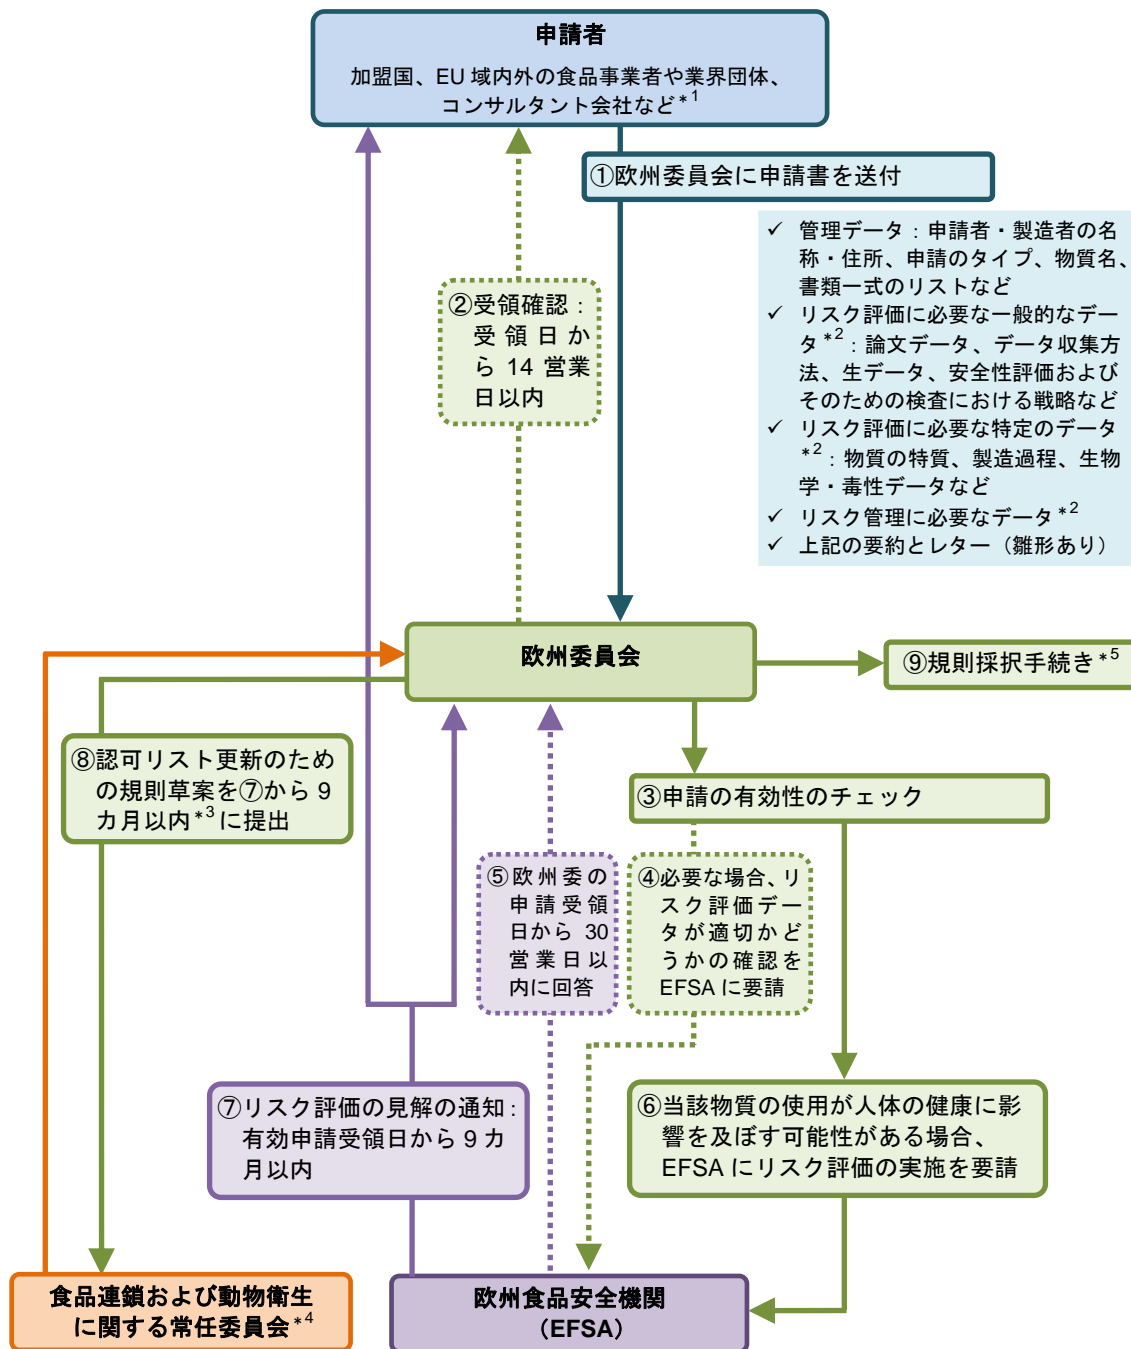 申請者
加盟国、EU 域内外の食品事業者や業界団体、
コンサルタント会社など*1
①欧州委員会に申請書を送付
✓ 管理データ：申請者・製造者の名
称・住所、申請のタイプ、物質名、
書類一式のリストなど
✓ リスク評価に必要な一般的なデー
タ*2：論文データ、データ収集方
法、生データ、安全性評価および
そのための検査における戦略など
✓ リスク評価に必要な特定のデータ
*2：物質の特質、製造過程、生物
学・毒性データなど
✓ リスク管理に必要なデータ*2
✓ 上記の要約とレター（雛形あり）
②受領確認：
受領日か
ら 14 営業
日以内
欧州委員会
⑨規則採択手続き*5
⑧認可リスト更新のため
の規則草案を⑦から 9
カ月以内*3に提出
③申請の有効性のチェック
⑤欧州委の
申請受領
日から 30
営業日以
内に回答
④必要な場合、リ
スク評価デー
タが適切かど
うかの確認を
EFSA に要請
⑦リスク評価の見解の通知：
有効申請受領日から 9 カ
月以内
⑥当該物質の使用が人体の健康に影
響を及ぼす可能性がある場合、
EFSA にリスク評価の実施を要請
食品連鎖および動物衛生
に関する常任委員会*4
欧州食品安全機関
（EFSA）